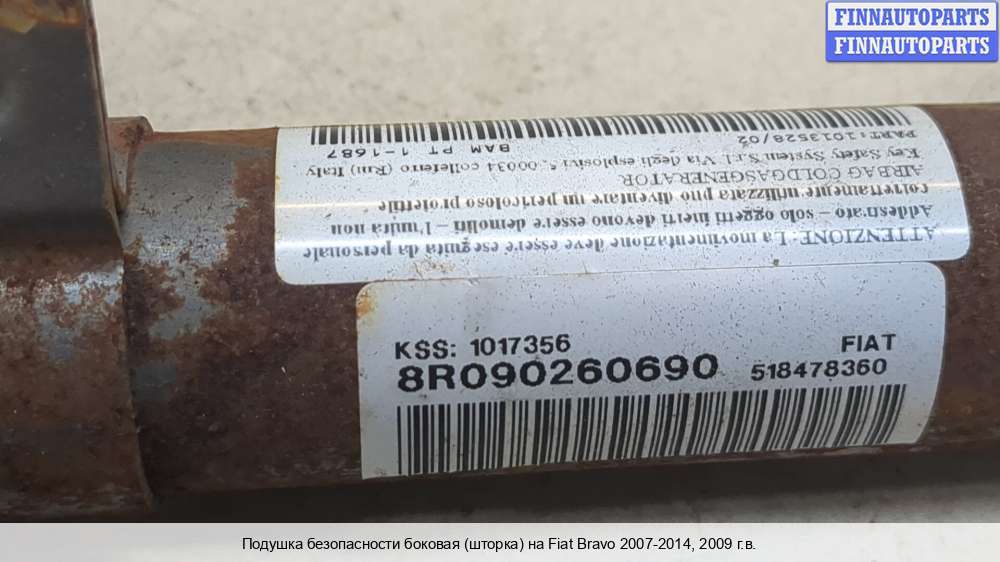 FINNAUTOPARTS
FINNAUTOPARTS
ATTENZIONE: La movimentazione deve essere eseguita da personale
Addestrato – solo oggetti inerti devono essere demoliti – l'unita non
correttamente utilizzata puo diventare un pericoloso proiettile
AIRBAG COLDGASGENERATOR
Key Safety System S.r.l. Via degli esplosivi 5, 00034 colleferro (Rm) Italy
PART:1013528/02
BAM PT 1-1687
KSS: 1017356
FIAT
8R090260690
518478360
Подушка безопасности боковая (шторка) на Fiat Bravo 2007-2014, 2009 г.в.